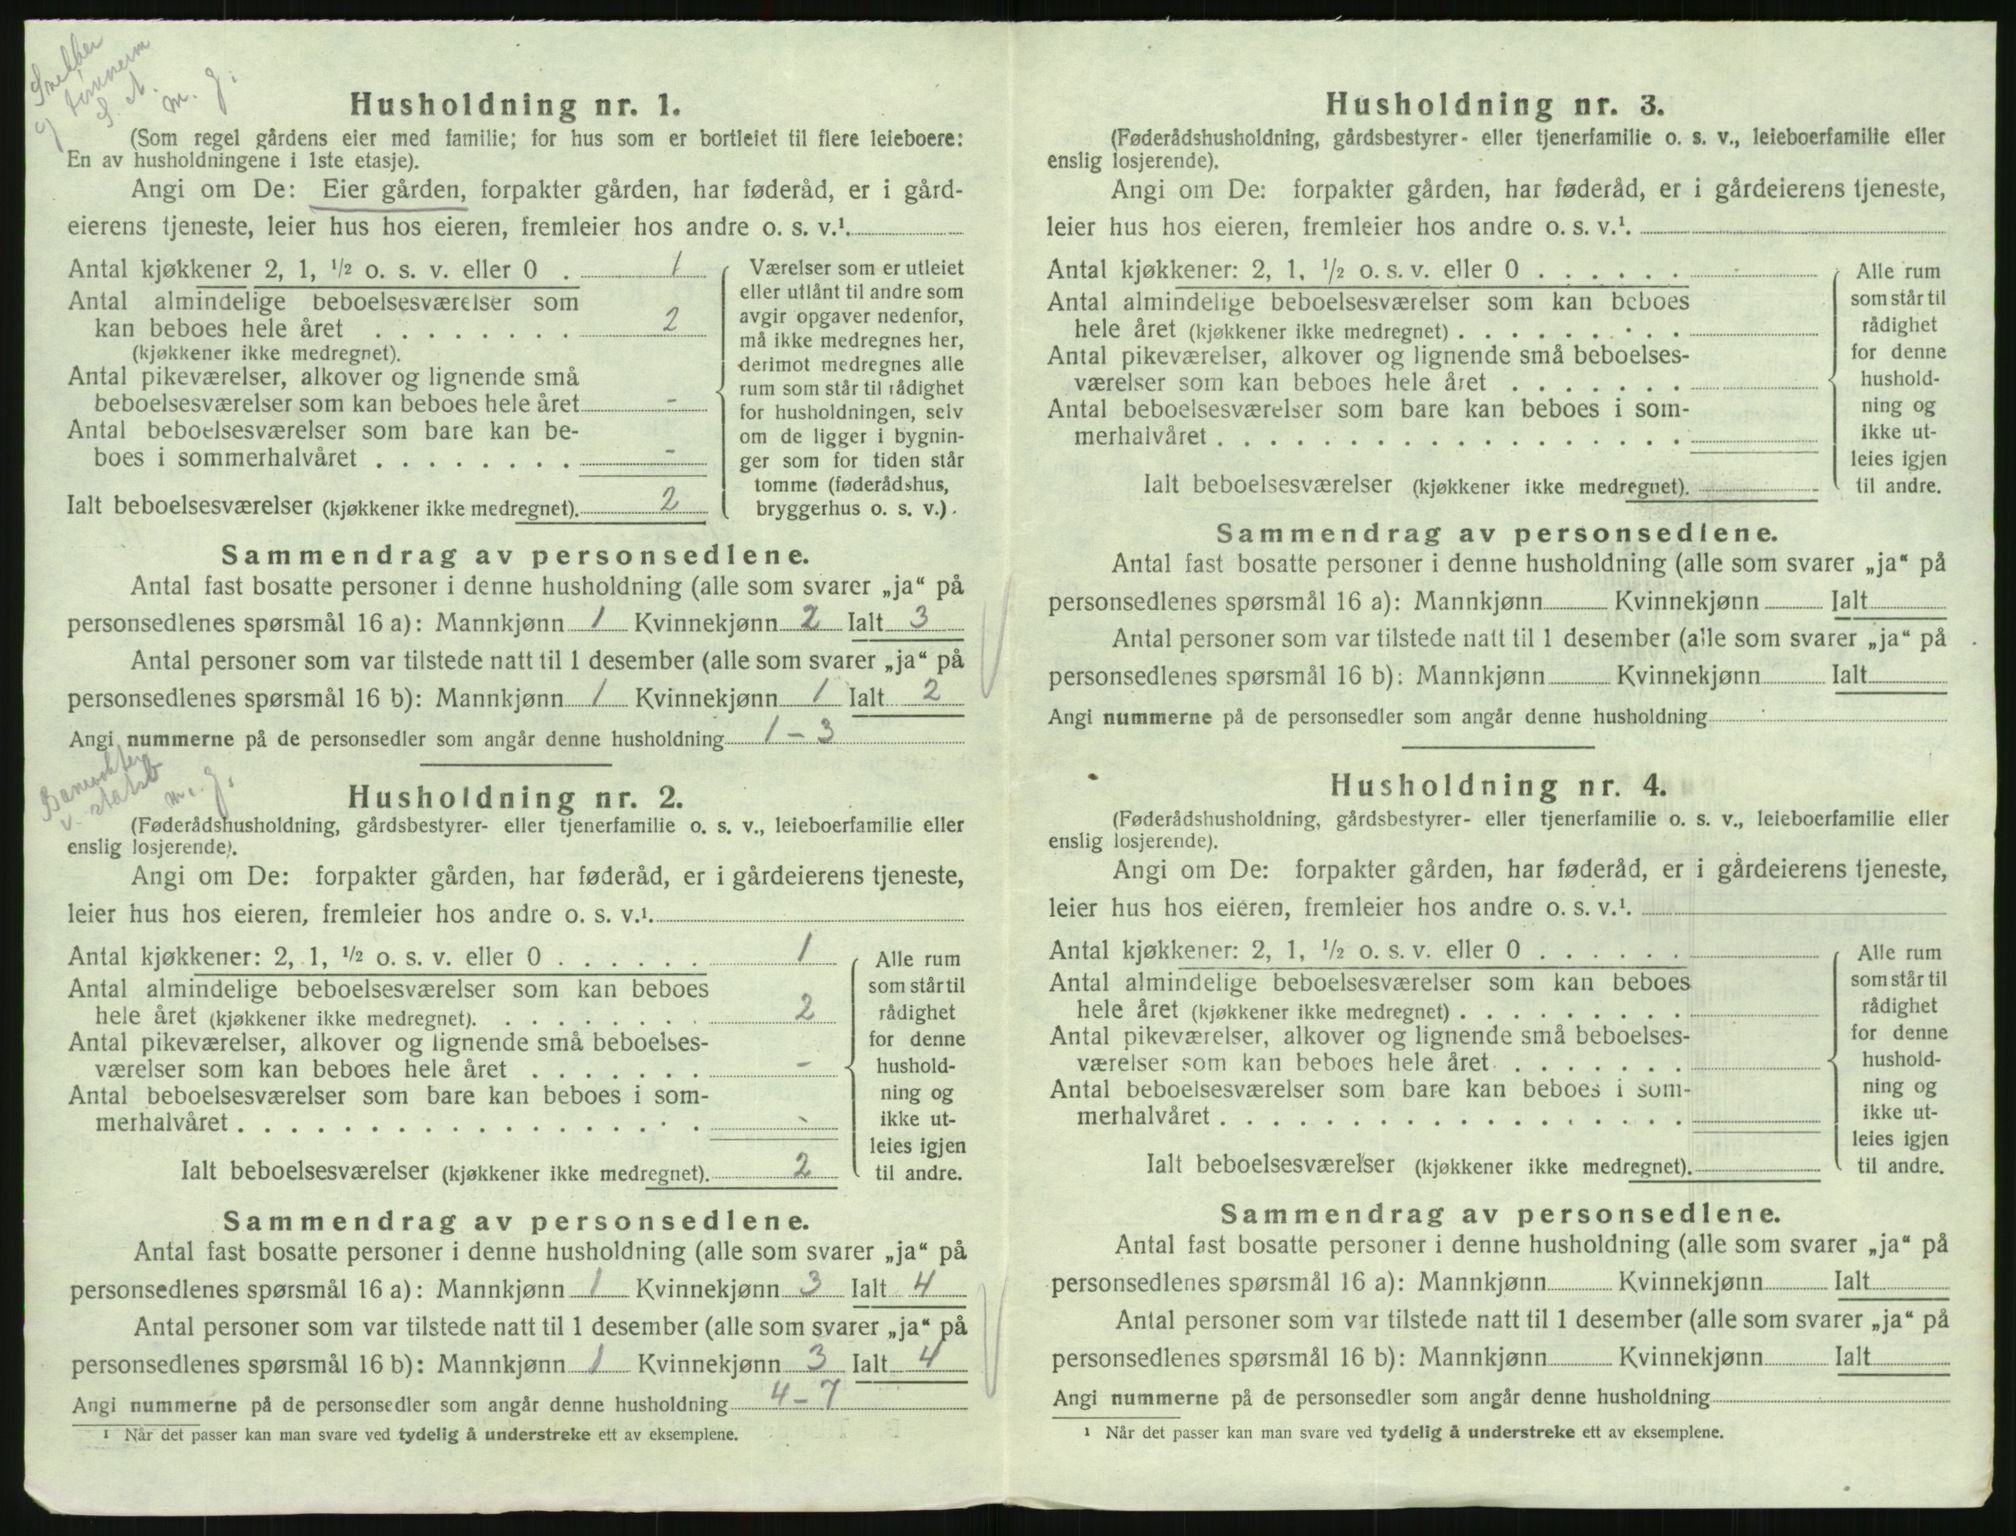 Snekker
S. A.
m. g.
Husholdning nr. 1.
(Som regel gårdens eier med familie; for hus som er bortleiet til flere leieboere:
En av husholdningene i 1ste etasje).
Angi om De: Eier gården, forpakter gården, har føderåd, er i gård-
eierens tjeneste, leier hus hos eieren, fremleier hos andre o. s. v.¹.
Antal kjøkkener 2, 1, ½ o. s. v. eller 0 . 1
Antal almindelige beboelsesværelser som
kan beboes hele året . . . . . . . . 2
(kjøkkener ikke medregnet).
Antal pikeværelser, alkover og lignende små
beboelsesværelser som kan beboes hele året -
Antal beboelsesværelser som bare kan be-
boes i sommerhalvåret . . . . . . . . -
Ialt beboelsesværelser (kjøkkener ikke medregnet). 2
Værelser som er utleiet
eller utlånt til andre som
avgir opgaver nedenfor,
må ikke medregnes her,
derimot medregnes alle
rum som står til rådighet
for husholdningen, selv
om de ligger i bygnin-
ger som for tiden står
tomme (føderådshus,
bryggerhus o. s. v.).
Sammendrag av personsedlene.
Antal fast bosatte personer i denne husholdning (alle som svarer „ja“ på
personsedlenes spørsmål 16 a): Mannkjønn 1 Kvinnekjønn 2 Ialt 3
Antal personer som var tilstede natt til 1 desember (alle som svarer „ja“ på
personsedlenes spørsmål 16 b): Mannkjønn 1 Kvinnekjønn 1 Ialt 2
Angi nummerne på de personsedler som angår denne husholdning 1 - 3
v. statsb
m. g.
Husholdning nr. 2.
(Føderådshusholdning, gårdsbestyrer- eller tjenerfamilie o. s. v., leieboerfamilie eller
enslig losjerende).
Angi om De: forpakter gården, har føderåd, er i gårdeierens tjeneste,
leier hus hos eieren, fremleier hos andre o. s. v.¹.
Antal kjøkkener: 2, 1, ½ o. s. v. eller 0 . . . . . . 1
Antal almindelige beboelsesværelser som kan beboes
hele året (kjøkkener ikke medregnet). . . . . . . . . 2
Antal pikeværelser, alkover og lignende små beboelses-
værelser som kan beboes hele året . . . . . . . -
Antal beboelsesværelser som bare kan beboes i som-
merhalvåret . . . . . . . . . . . . . . . . . . -
Ialt beboelsesværelser (kjøkkener ikke medregnet). 2
Alle rum
som står til
rådighet
for denne
hushold-
ning og
ikke ut-
leies igjen
til andre.
Sammendrag av personsedlene.
Antal fast bosatte personer i denne husholdning (alle som svarer „ja“ på
personsedlenes spørsmål 16 a): Mannkjønn 1 Kvinnekjønn 3 Ialt 4
Antal personer som var tilstede natt til 1 desember (alle som svarer „ja“ på
personsedlenes spørsmål 16 b): Mannkjønn 1 Kvinnekjønn 3 Ialt 4
Angi nummerne på de personsedler som angår denne husholdning 4 - 7
¹ Når det passer kan man svare ved tydelig å understreke ett av eksemplene.
Husholdning nr. 3.
(Føderådshusholdning, gårdsbestyrer- eller tjenerfamilie o. s. v., leieboerfamilie eller
enslig losjerende).
Angi om De: forpakter gården, har føderåd, er i gårdeierens tjeneste,
leier hus hos eieren, fremleier hos andre o. s. v.¹.
Antal kjøkkener: 2, 1, ½ o. s. v. eller 0 . . . . . .
Antal almindelige beboelsesværelser som kan beboes
hele året (kjøkkener ikke medregnet) . . . . . . . . .
Antal pikeværelser, alkover og lignende små beboelses-
værelser som kan beboes hele året . . . . . . .
Antal beboelsesværelser som bare kan beboes i som-
merhalvåret . . . . . . . . . . . . . . . . . .
Ialt beboelsesværelser (kjøkkener ikke medregnet).
Alle rum
som står til
rådighet
for denne
hushold-
ning og
ikke ut-
leies igjen
til andre.
Sammendrag av personsedlene.
Antal fast bosatte personer i denne husholdning (alle som svarer „ja“ på
personsedlenes spørsmål 16 a): Mannkjønn Kvinnekjønn Ialt
Antal personer som var tilstede natt til 1 desember (alle som svarer „ja“ på
personsedlenes spørsmål 16 b): Mannkjønn Kvinnekjønn Ialt
Angi nummerne på de personsedler som angår denne husholdning
Husholdning nr. 4.
(Føderådshusholdning, gårdsbestyrer- eller tjenerfamilie o. s. v., leieboerfamilie eller
enslig losjerende).
Angi om De: forpakter gården, har føderåd, er i gårdeierens tjeneste,
leier hus hos eieren, fremleier hos andre o. s. v.¹.
Antal kjøkkener: 2, 1, ½ o. s. v. eller 0 . . . . . .
Antal almindelige beboelsesværelser som kan beboes
hele året (kjøkkener ikke medregnet) . . . . . . . . .
Antal pikeværelser, alkover og lignende små beboelses-
værelser som kan beboes hele året . . . . . . .
Antal beboelsesværelser som bare kan beboes i som-
merhalvåret . . . . . . . . . . . . . . . . . .
Ialt beboelsesværelser (kjøkkener ikke medregnet).
Alle rum
som står til
rådighet
for denne
hushold-
ning og
ikke ut-
leies igjen
til andre.
Sammendrag av personsedlene.
Antal fast bosatte personer i denne husholdning (alle som svarer „ja“ på
personsedlenes spørsmål 16 a): Mannkjønn Kvinnekjønn Ialt
Antal personer som var tilstede natt til 1 desember (alle som svarer „ja“ på
personsedlenes spørsmål 16 b): Mannkjønn Kvinnekjønn Ialt
Angi nummerne på de personsedler som angår denne husholdning
¹ Når det passer kan man svare ved tydelig å understreke ett av eksemplene.